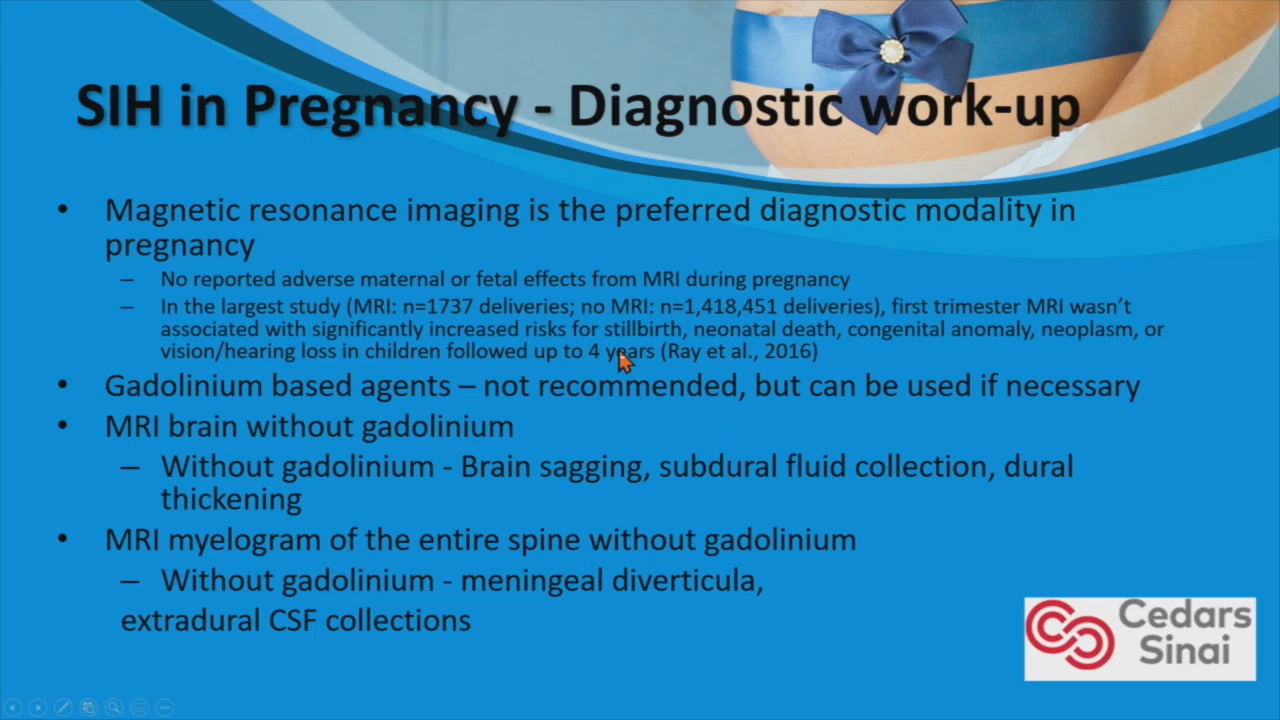 SIH in Pregnancy - Diagnostic work-up
• Magnetic resonance imaging is the preferred diagnostic modality in
pregnancy
– No reported adverse maternal or fetal effects from MRI during pregnancy
– In the largest study (MRI: n=1737 deliveries; no MRI: n=1,418,451 deliveries), first trimester MRI wasn't
associated with significantly increased risks for stillbirth, neonatal death, congenital anomaly, neoplasm, or
vision/hearing loss in children followed up to 4 years (Ray et al., 2016)
• Gadolinium based agents – not recommended, but can be used if necessary
• MRI brain without gadolinium
– Without gadolinium - Brain sagging, subdural fluid collection, dural
thickening
• MRI myelogram of the entire spine without gadolinium
– Without gadolinium - meningeal diverticula,
extradural CSF collections
Cedars
Sinai